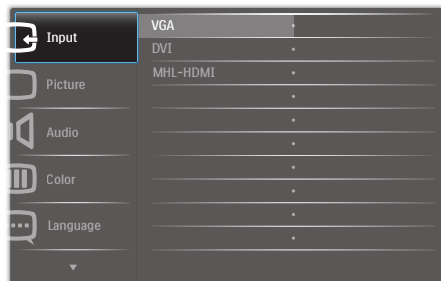 Input
Picture
Audio
Color
Language
VGA
DVI
MHL-HDMI